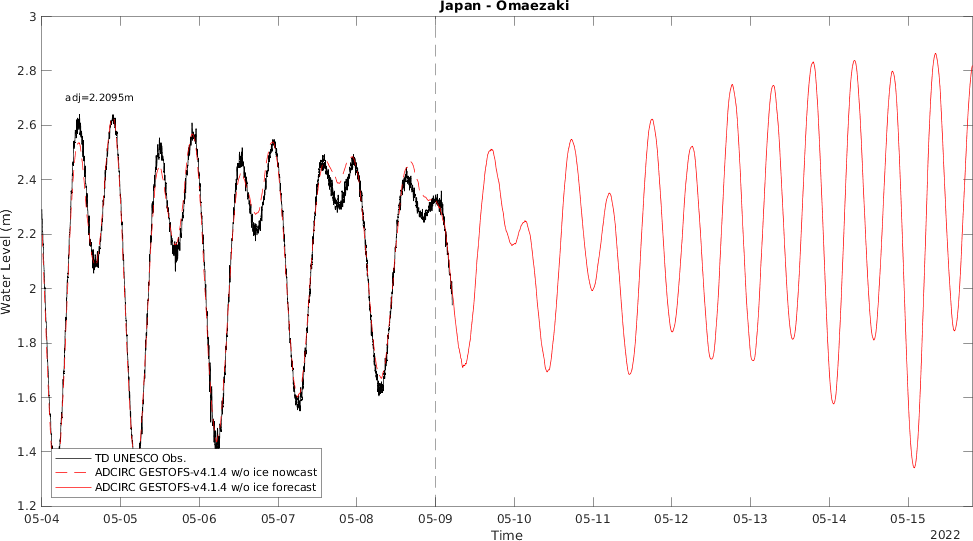 Japan - Omaezaki
3
2.8
adj=2.2095m
2.6
2.4
2.2
2
1.8
1.6
1.4
1.2
Water Level (m)
TD UNESCO Obs.
ADCIRC GESTOFS-v4.1.4 w/o ice nowcast
ADCIRC GESTOFS-v4.1.4 w/o ice forecast
05-04 05-05 05-06 05-07 05-08 05-09 05-10 05-11 05-12 05-13 05-14 05-15
Time
2022